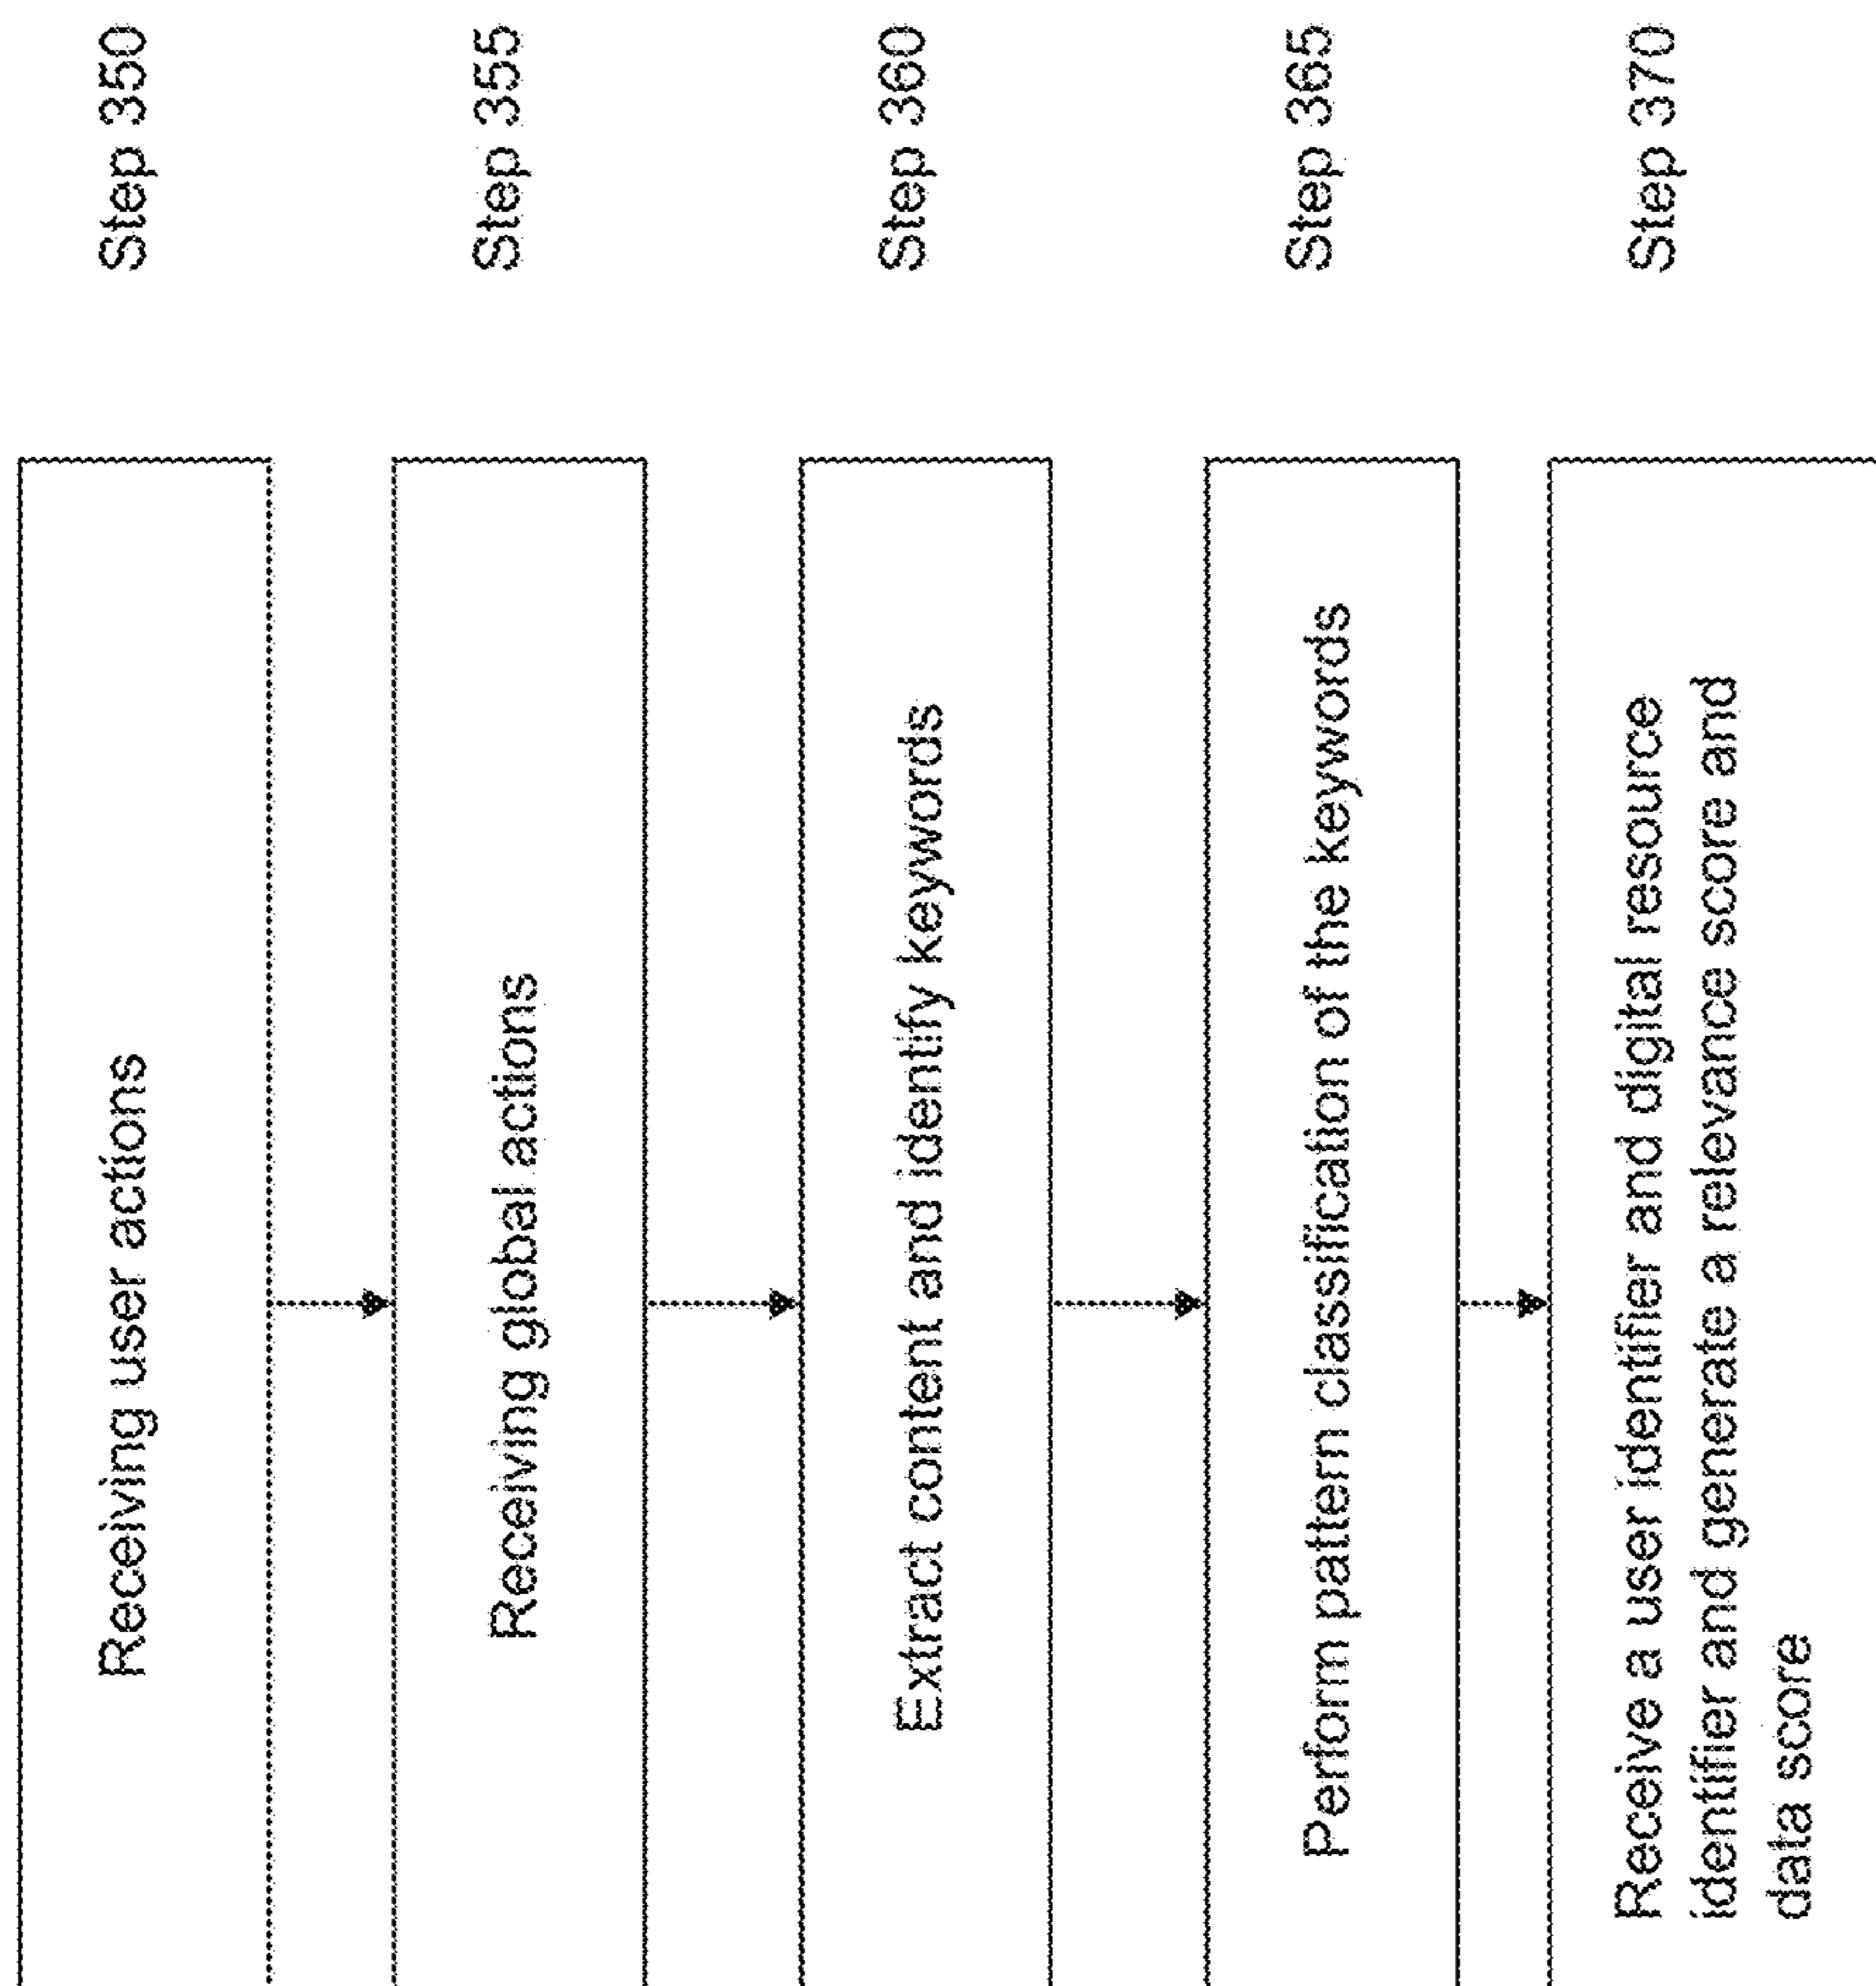 Receiving user actions
Step 350
Receiving global actions
Step 355
Extract content and identify keywords
Step 360
Perform pattern classification of the keywords
Step 365
Receive a user identifier and digital resource
identifier and generate a relevance score and
data score
Step 370